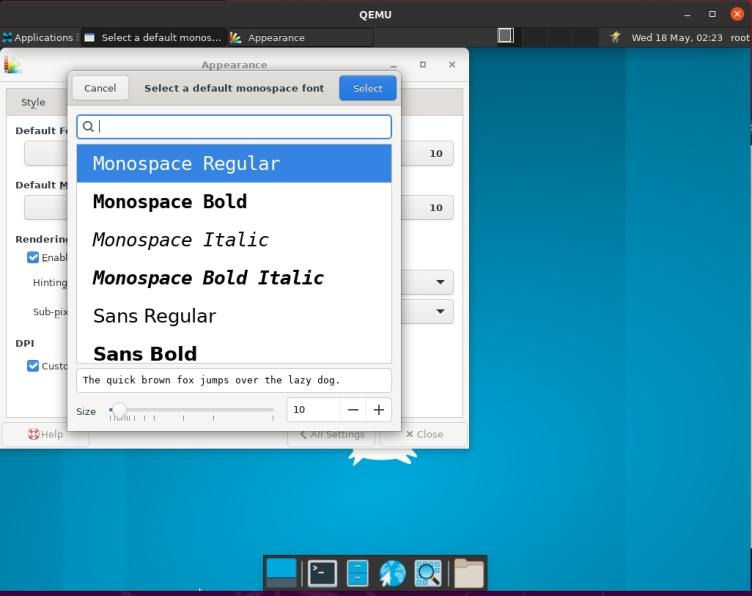 QEMU
Applications
Select a default monos...
Appearance
Wed 18 May, 02:23
root
Appearance
Cancel
Select a default monospace font
Select
Style
Default F
10
Default M
10
Rendering
Enabl
Hinting
Sub-pix
DPI
Custo
Monospace Regular
Monospace Bold
Monospace Italic
Monospace Bold Italic
Sans Regular
Sans Bold
The quick brown fox jumps over the lazy dog.
Size
10
Help
All Settings
Close